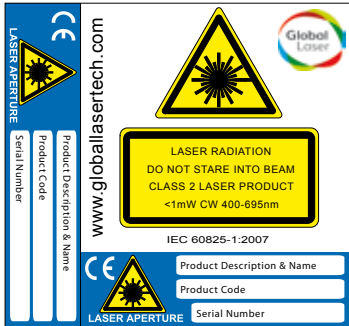 CE
LASER APERTURE
Product Description & Name
Product Code
Serial Number
www.globallasertech.com
Global
Laser
LASER RADIATION
DO NOT STARE INTO BEAM
CLASS 2 LASER PRODUCT
<1mW CW 400-695nm
IEC 60825-1:2007
CE
LASER APERTURE
Product Description & Name
Product Code
Serial Number